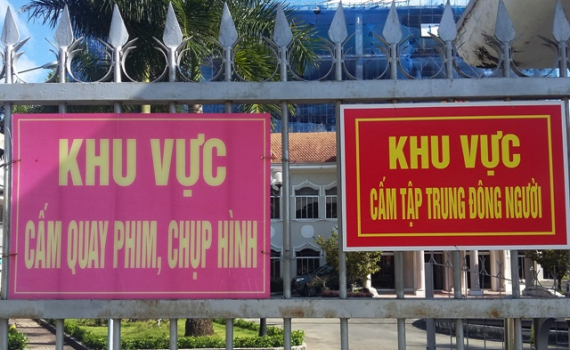 KHU VỰC
CẤM QUAY PHIM, CHỤP HÌNH
KHU VỰC
CẤM TẬP TRUNG ĐÔNG NGƯỜI